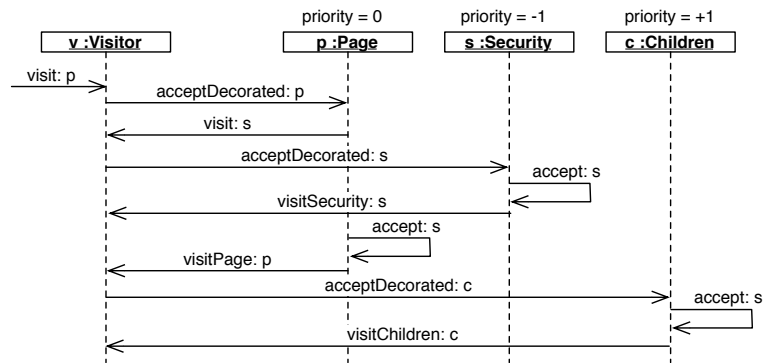 priority = 0 priority = -1 priority = +1
v :Visitor p :Page s :Security c :Children
visit: p
acceptDecorated: p
visit: s
acceptDecorated: s
accept: s
visitSecurity: s
accept: s
visitPage: p
acceptDecorated: c
accept: s
visitChildren: c